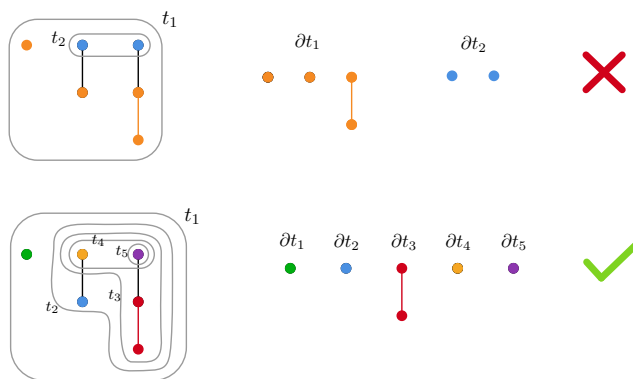 t₁
t₂
∂t₁
∂t₂
t₁
t₄
t₅
t₃
t₂
∂t₁ ∂t₂ ∂t₃ ∂t₄ ∂t₅